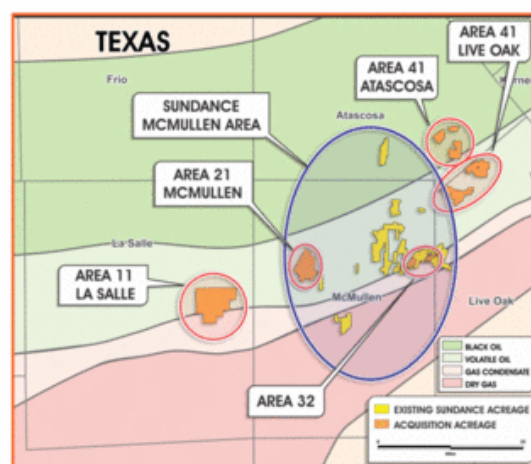 TEXAS
AREA 41
LIVE OAK
Frio
AREA 41
ATASCOSA
SUNDANCE
MCMULLEN AREA
Atascosa
AREA 21
MCMULLEN
La Salle
AREA 11
LA SALLE
McMullen
Live Oak
BLACK OIL
VOLATILE OIL
GAS CONDENSATE
DRY GAS
AREA 32
EXISTING SUNDANCE ACREAGE
ACQUISITION ACREAGE